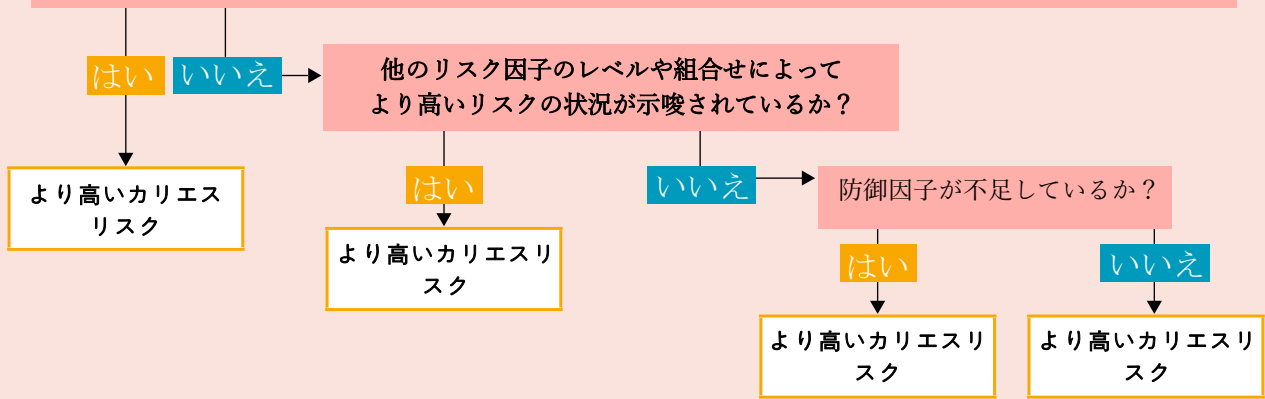 はい
いいえ
他のリスク因子のレベルや組合せによって
より高いリスクの状況が示唆されているか？
より高いカリエス
リスク
はい
いいえ
防御因子が不足しているか？
より高いカリエスリ
スク
はい
いいえ
より高いカリエスリ
スク
より高いカリエスリ
スク